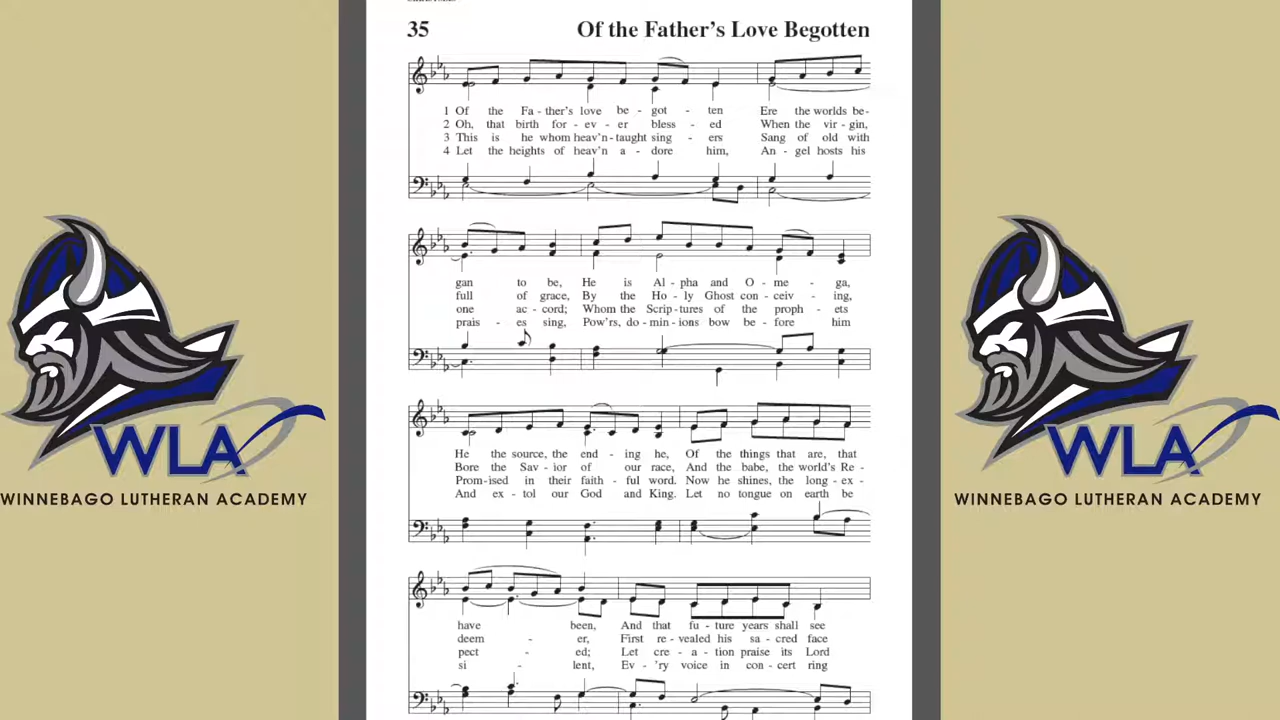 35 Of the Father’s Love Begotten
1 Of the Fa - ther’s love be - got - ten Ere the worlds be-
2 Oh, that birth for - ev - er bless - ed When the vir - gin,
3 This is he whom heav’n - taught sing - ers Sang of old with
4 Let the heights of heav’n a - dore him, An - gel hosts his
gan to be, He is Al - pha and O - me - ga,
full of grace, By the Ho - ly Ghost con - ceiv - ing,
one ac - cord; Whom the Scrip - tures of the proph - ets
prais - es sing, Pow’rs, do - min - ions bow be - fore him
He the source, the end - ing he, Of the things that are, that
Bore the Sav - ior of our race, And the babe, the world’s Re -
Prom - ised in their faith - ful word. Now he shines, the long - ex -
And ex - tol our God and King. Let no tongue on earth be
have been, And that fu - ture years shall see
deem - er, First re - vealed his sa - cred face
pect - ed; Let cre - a - tion praise its Lord
si - lent, Ev - ’ry voice in con - cert ring
WLA
WINNEBAGO LUTHERAN ACADEMY
WLA
WINNEBAGO LUTHERAN ACADEMY